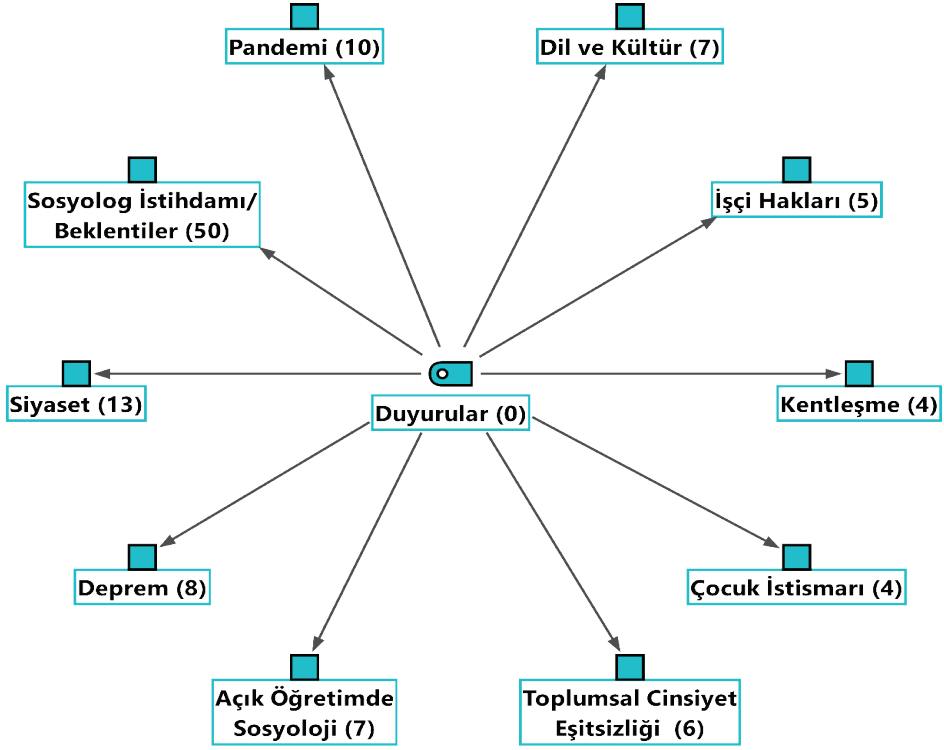 Pandemi (10)
Dil ve Kültür (7)
Sosyolog İstihdamı/
Beklentiler (50)
İşçi Hakları (5)
Siyaset (13)
Duyurular (0)
Kentleşme (4)
Deprem (8)
Çocuk İstismarı (4)
Açık Öğretimde
Sosyoloji (7)
Toplumsal Cinsiyet
Eşitsizliği  (6)